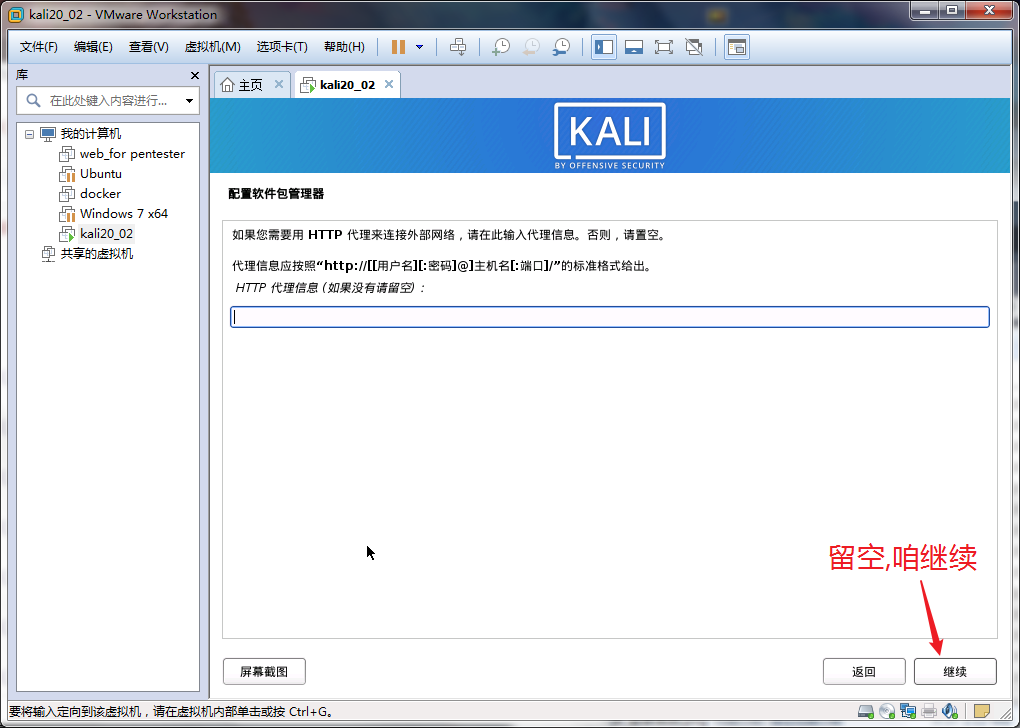 kali20_02 - VMware Workstation
文件(F) 编辑(E) 查看(V) 虚拟机(M) 选项卡(T) 帮助(H)
库
在此处键入内容进行...
我的计算机
web_for pentester
Ubuntu
docker
Windows 7 x64
kali20_02
共享的虚拟机
主页
kali20_02
KALI
BY OFFENSIVE SECURITY
配置软件包管理器
如果您需要用 HTTP 代理来连接外部网络，请在此输入代理信息。否则，请置空。
代理信息应按照“http://[[用户名][:密码]@]主机名[:端口]/”的标准格式给出。
HTTP 代理信息（如果没有请留空）：
留空,咱继续
屏幕截图
返回
继续
要将输入定向到该虚拟机，请在虚拟机内部单击或按 Ctrl+G。